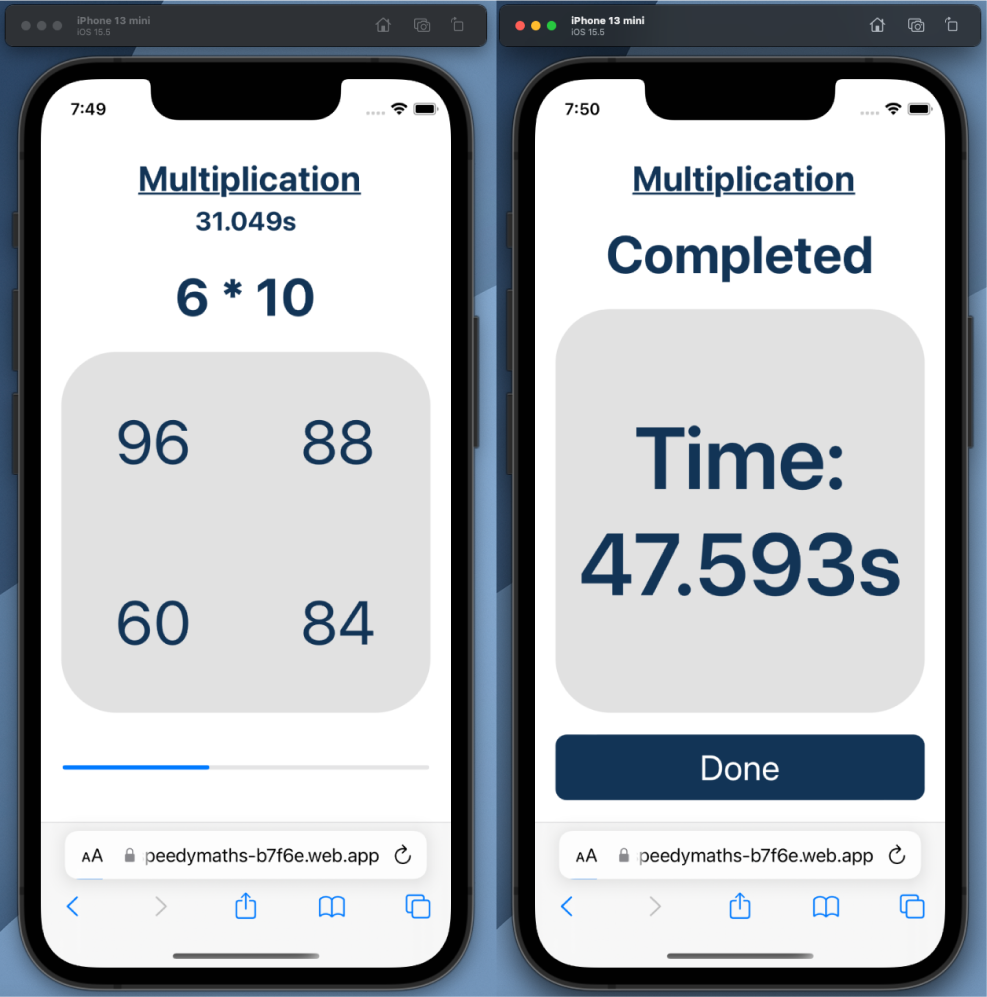 iPhone 13 mini
iOS 15.5
7:49
Multiplication
31.049s
6 * 10
96 88
60 84
AA peedymaths-b7f6e.web.app
iPhone 13 mini
iOS 15.5
7:50
Multiplication
Completed
Time:
47.593s
Done
AA peedymaths-b7f6e.web.app